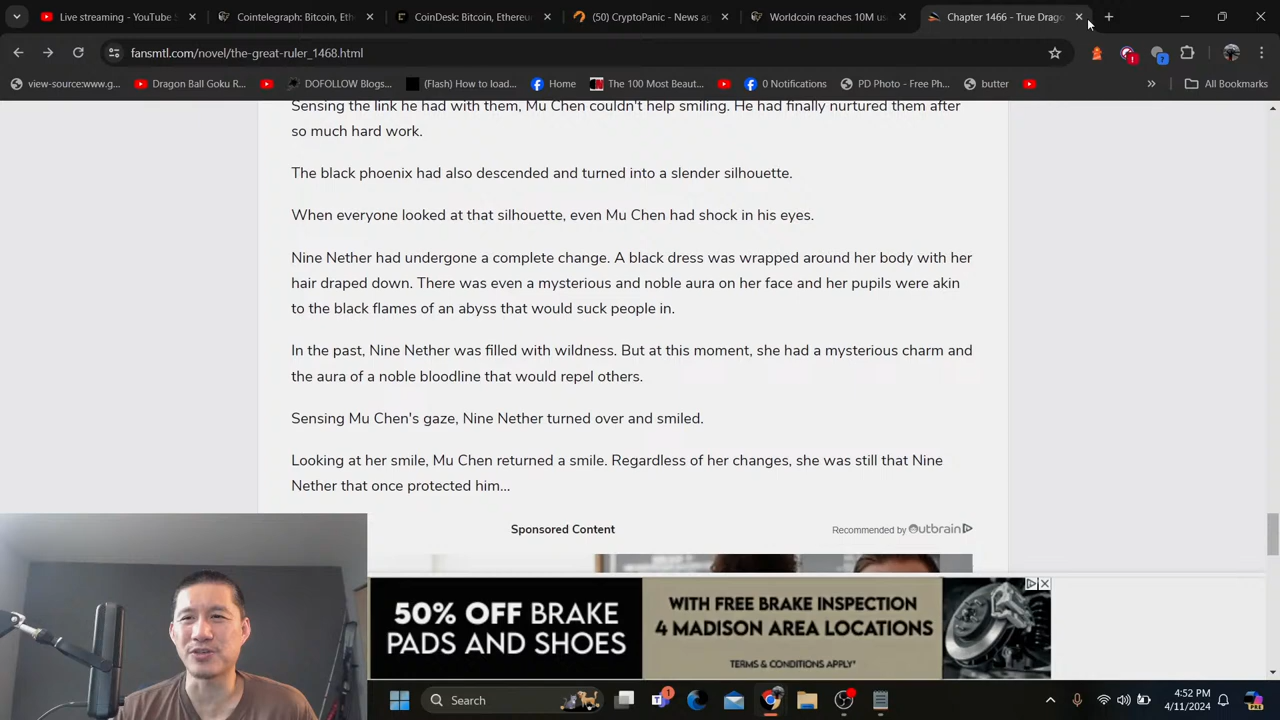 Live streaming - YouTube S
Cointelegraph: Bitcoin, Eth
CoinDesk: Bitcoin, Ethereu
(50) CryptoPanic - News ag
Worldcoin reaches 10M us
Chapter 1466 - True Drago
fansmtl.com/novel/the-great-ruler_1468.html
view-source:www.g...
Dragon Ball Goku R...
DOFOLLOW Blogs...
(Flash) How to load...
Home
The 100 Most Beaut...
0 Notifications
PD Photo - Free Ph...
butter
All Bookmarks
Sensing the link he had with them, Mu Chen couldn't help smiling. He had finally nurtured them after
so much hard work.
The black phoenix had also descended and turned into a slender silhouette.
When everyone looked at that silhouette, even Mu Chen had shock in his eyes.
Nine Nether had undergone a complete change. A black dress was wrapped around her body with her
hair draped down. There was even a mysterious and noble aura on her face and her pupils were akin
to the black flames of an abyss that would suck people in.
In the past, Nine Nether was filled with wildness. But at this moment, she had a mysterious charm and
the aura of a noble bloodline that would repel others.
Sensing Mu Chen's gaze, Nine Nether turned over and smiled.
Looking at her smile, Mu Chen returned a smile. Regardless of her changes, she was still that Nine
Nether that once protected him...
Sponsored Content
Recommended by Outbrain
50% OFF BRAKE
PADS AND SHOES
WITH FREE BRAKE INSPECTION
4 MADISON AREA LOCATIONS
TERMS & CONDITIONS APPLY*
Search
4:52 PM
4/11/2024